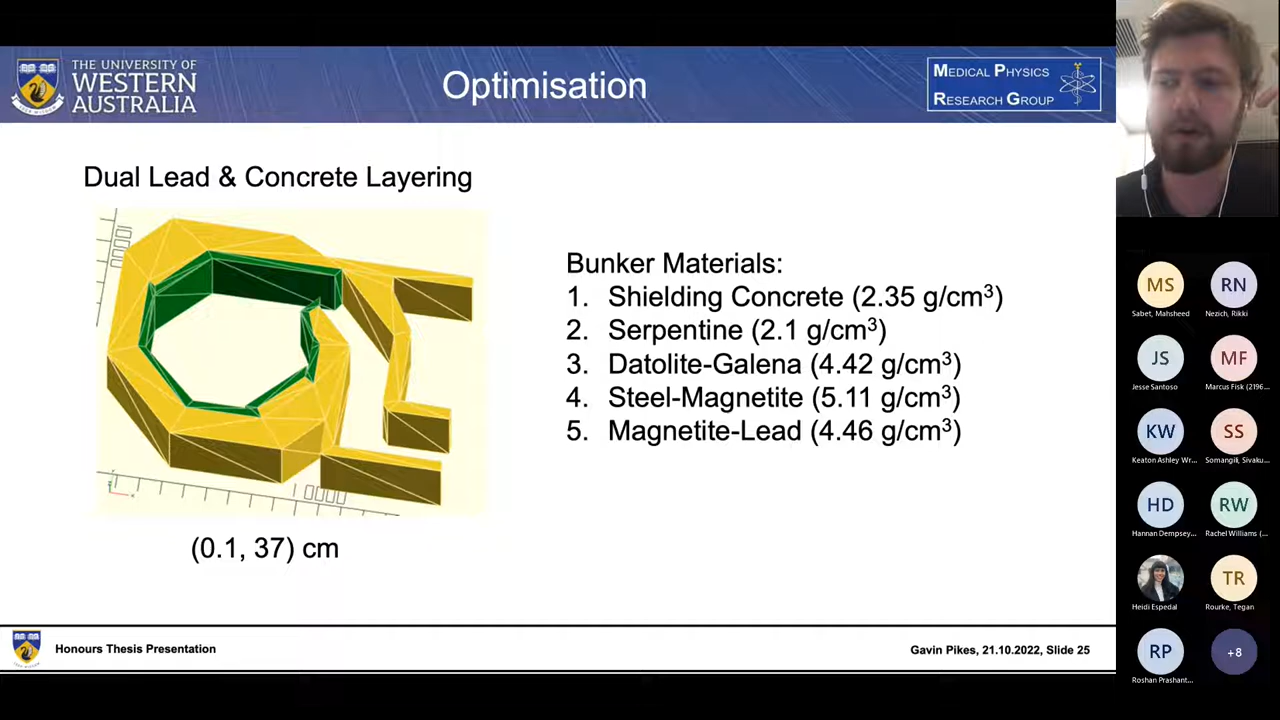 THE UNIVERSITY OF
WESTERN
AUSTRALIA
Optimisation
MEDICAL PHYSICS
RESEARCH GROUP
Dual Lead & Concrete Layering
(0.1, 37) cm
Bunker Materials:
1. Shielding Concrete (2.35 g/cm³)
2. Serpentine (2.1 g/cm³)
3. Datolite-Galena (4.42 g/cm³)
4. Steel-Magnetite (5.11 g/cm³)
5. Magnetite-Lead (4.46 g/cm³)
Honours Thesis Presentation
Gavin Pikes, 21.10.2022, Slide 25
MS
Sabet, Mahsheed
RN
Nezich, Rikki
JS
Jesse Santoso
MF
Marcus Fisk (2196...
KW
Keaton Ashley Wr...
SS
Somangili, Sivaku...
HD
Hannan Dempsey...
RW
Rachel Williams (...
Heidi Espedal
TR
Rourke, Tegan
RP
Roshan Prashant...
+8